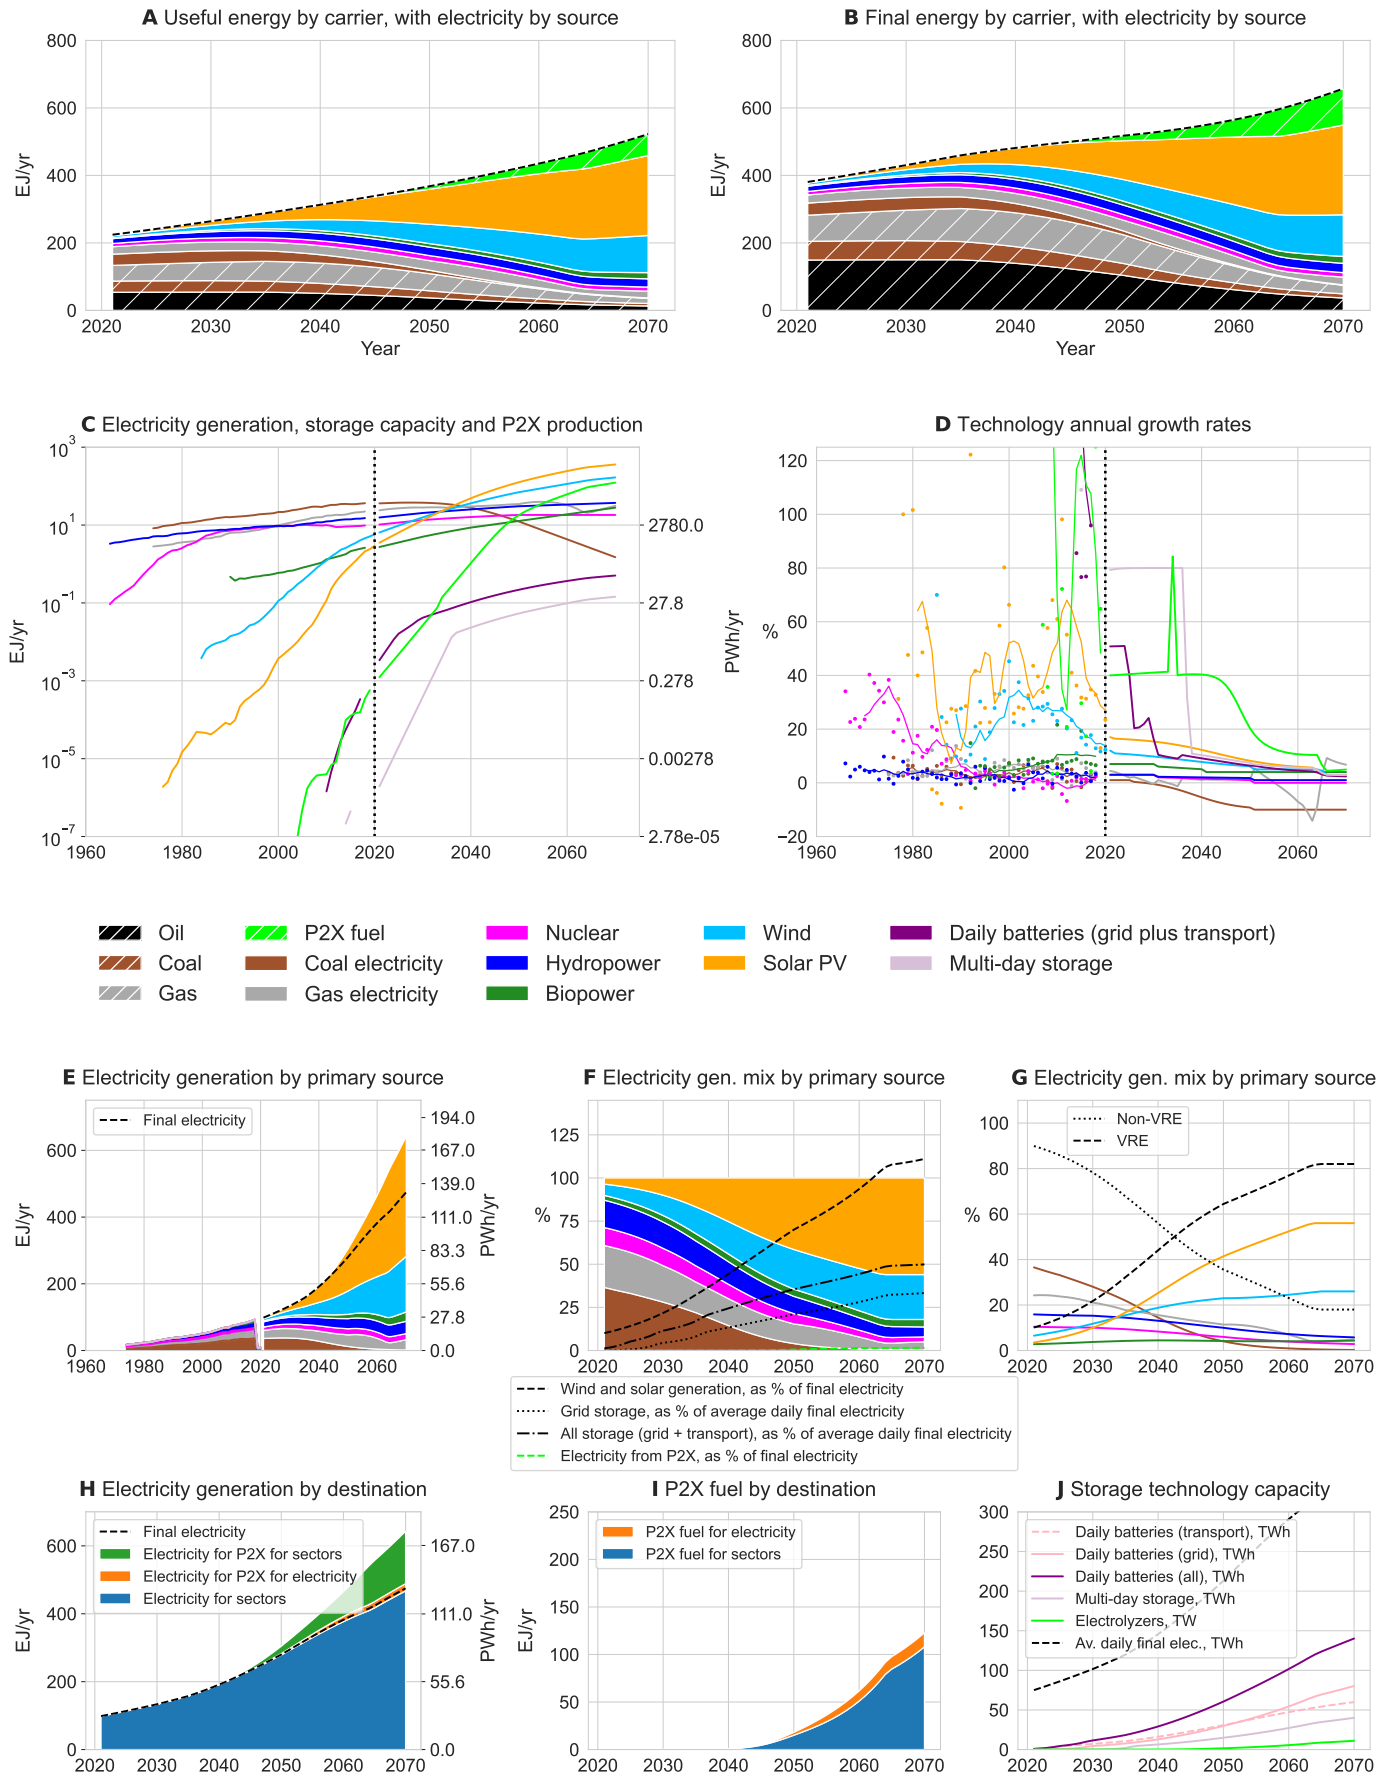 A Useful energy by carrier, with electricity by source
B Final energy by carrier, with electricity by source
800
600
400
200
0
EJ/yr
2020 2030 2040 2050 2060 2070
Year
800
600
400
200
0
EJ/yr
2020 2030 2040 2050 2060 2070
Year
C Electricity generation, storage capacity and P2X production
10^3
10^1
10^−1
10^−3
10^−5
10^−7
EJ/yr
2780.0
27.8
0.278
0.00278
2.78e-05
PWh/yr
1960 1980 2000 2020 2040 2060
D Technology annual growth rates
120
100
80
60
40
20
0
−20
%
1960 1980 2000 2020 2040 2060
Oil
Coal
Gas
P2X fuel
Coal electricity
Gas electricity
Nuclear
Hydropower
Biopower
Wind
Solar PV
Daily batteries (grid plus transport)
Multi-day storage
E Electricity generation by primary source
Final electricity
600
400
200
0
EJ/yr
194.0
167.0
139.0
111.0
83.3
55.6
27.8
0.0
PWh/yr
1960 1980 2000 2020 2040 2060
F Electricity gen. mix by primary source
125
100
75
50
25
0
%
2020 2030 2040 2050 2060 2070
Wind and solar generation, as % of final electricity
Grid storage, as % of average daily final electricity
All storage (grid + transport), as % of average daily final electricity
Electricity from P2X, as % of final electricity
G Electricity gen. mix by primary source
Non-VRE
VRE
100
80
60
40
20
0
%
2020 2030 2040 2050 2060 2070
H Electricity generation by destination
Final electricity
Electricity for P2X for sectors
Electricity for P2X for electricity
Electricity for sectors
600
400
200
0
EJ/yr
167.0
111.0
55.6
0.0
PWh/yr
2020 2030 2040 2050 2060 2070
I P2X fuel by destination
P2X fuel for electricity
P2X fuel for sectors
250
200
150
100
50
0
EJ/yr
2020 2030 2040 2050 2060 2070
J Storage technology capacity
Daily batteries (transport), TWh
Daily batteries (grid), TWh
Daily batteries (all), TWh
Multi-day storage, TWh
Electrolyzers, TW
Av. daily final elec., TWh
300
250
200
150
100
50
0
2020 2030 2040 2050 2060 2070